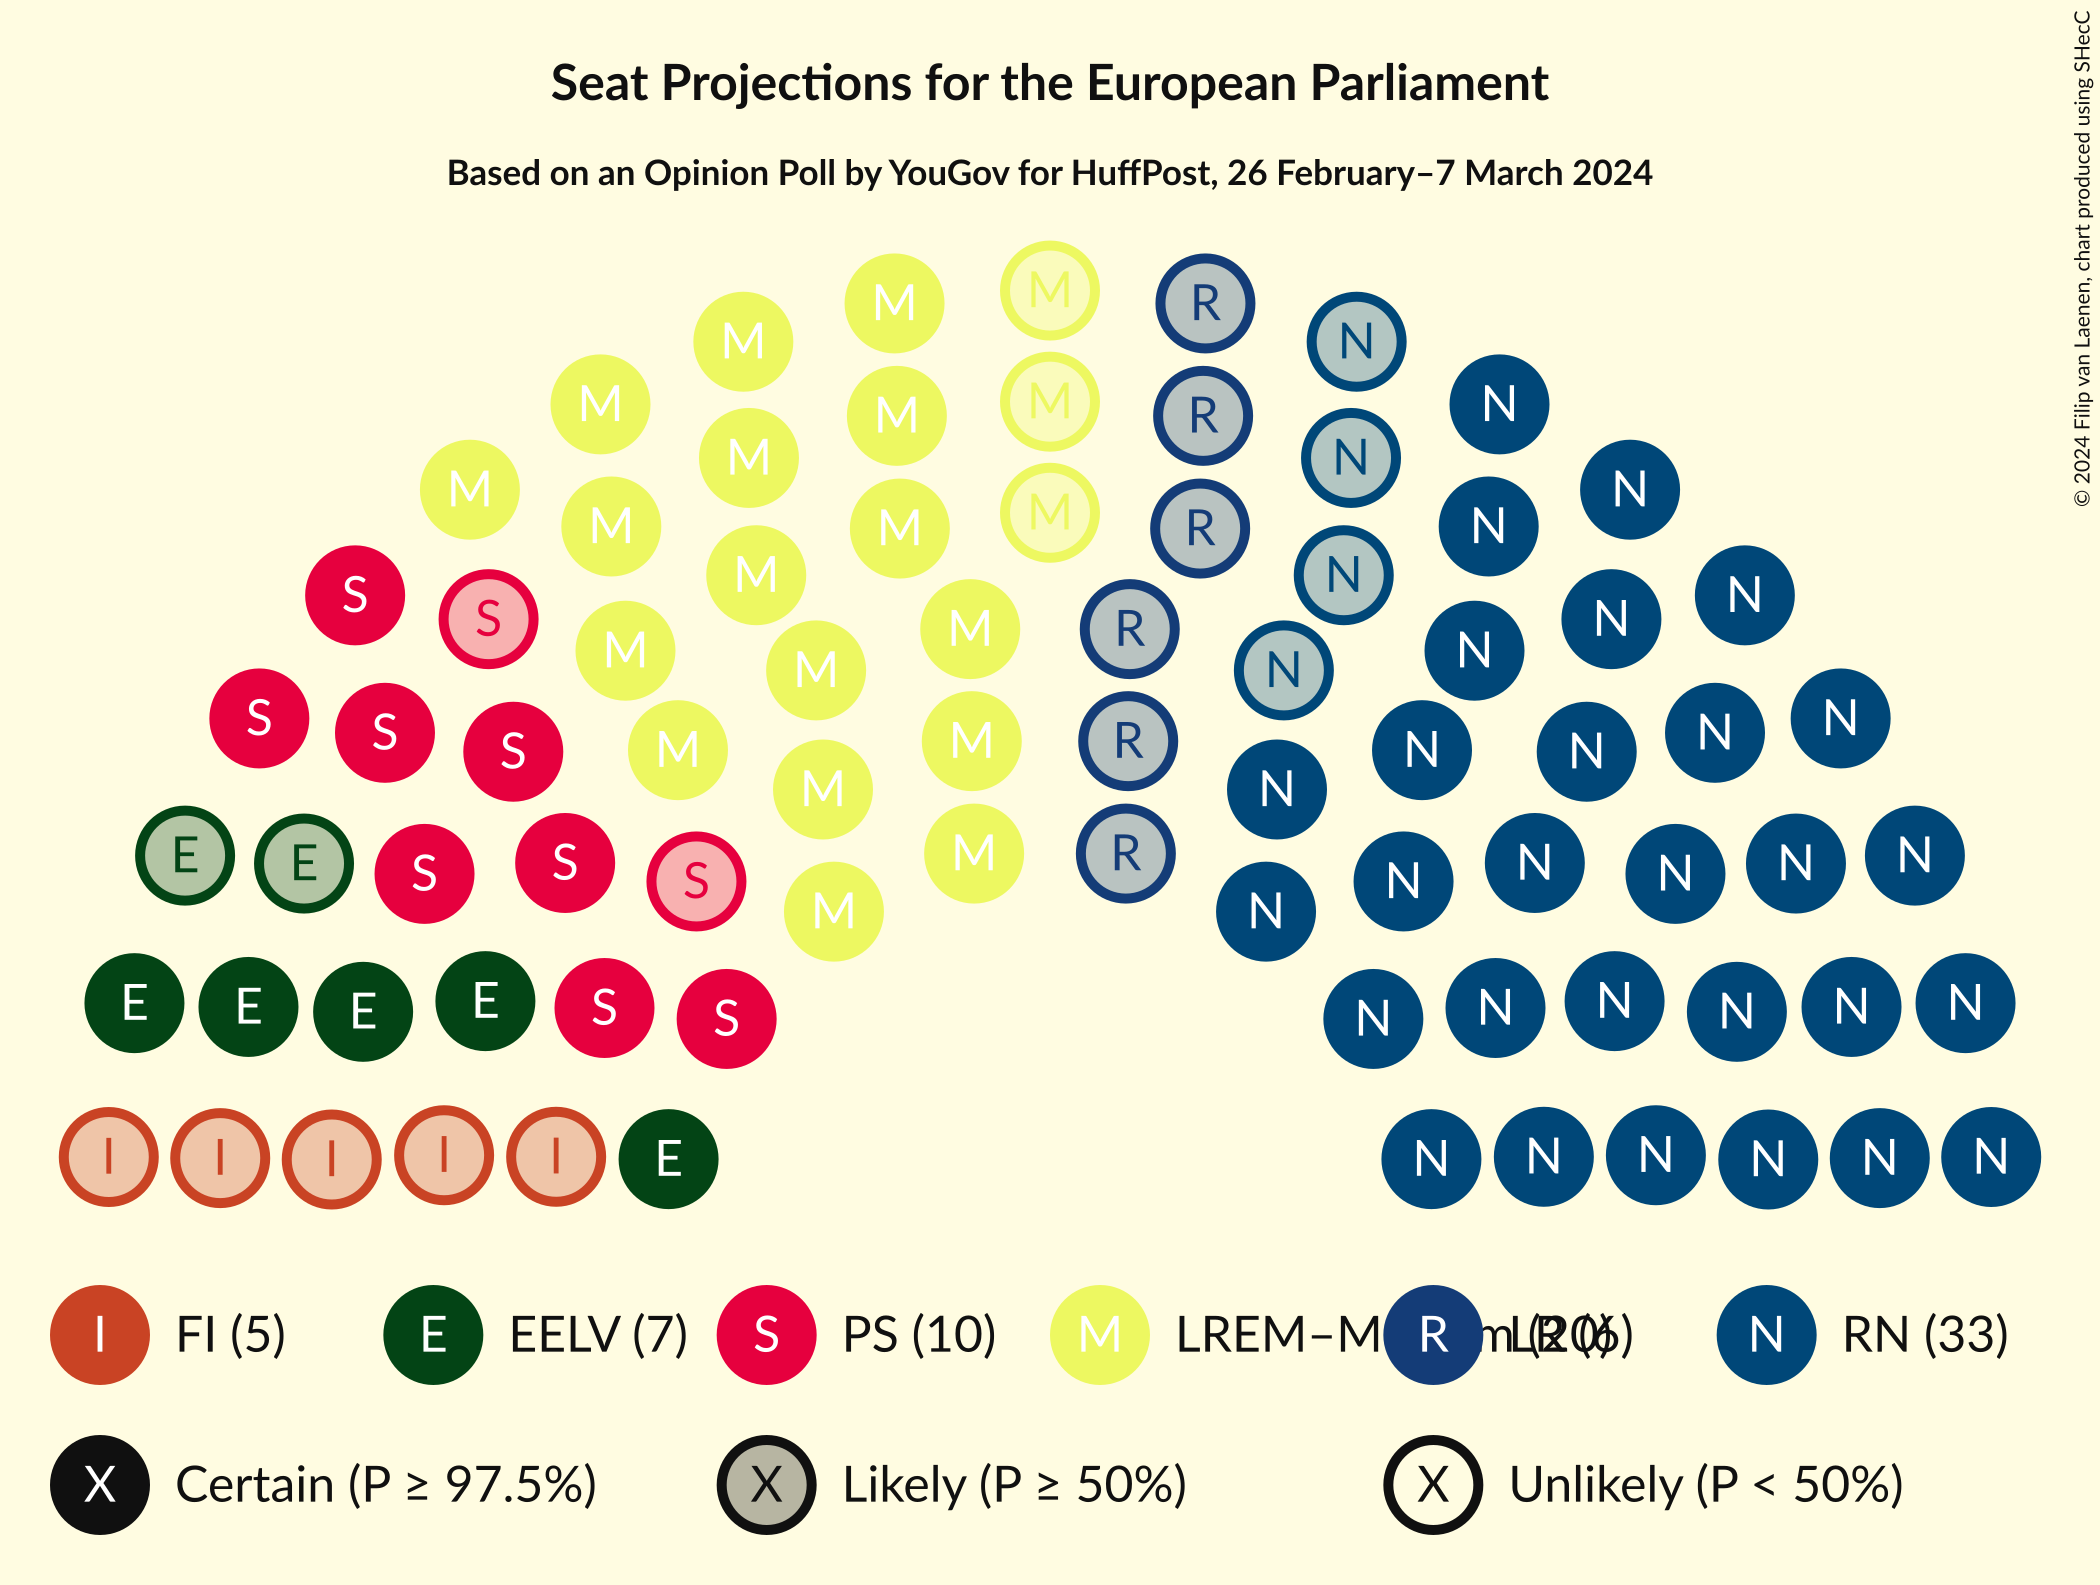 Seat Projections for the European Parliament
Based on an Opinion Poll by YouGov for HuffPost, 26 February–7 March 2024
© 2024 Filip van Laenen, chart produced using SHecC
M M M R N
M M M R N
M M N N
M M M R N
S S M M R N N N
M M N N
S S S M M R N N N N
M N
E E S S S M R N N N N N
M N
E E E E S S N N N N N N
I I I I I E N N N N N N
I FI (5) E EELV (7) S PS (10) M R LR (6) N RN (33)
X Certain (P ≥ 97.5%) X Likely (P ≥ 50%) X Unlikely (P < 50%)